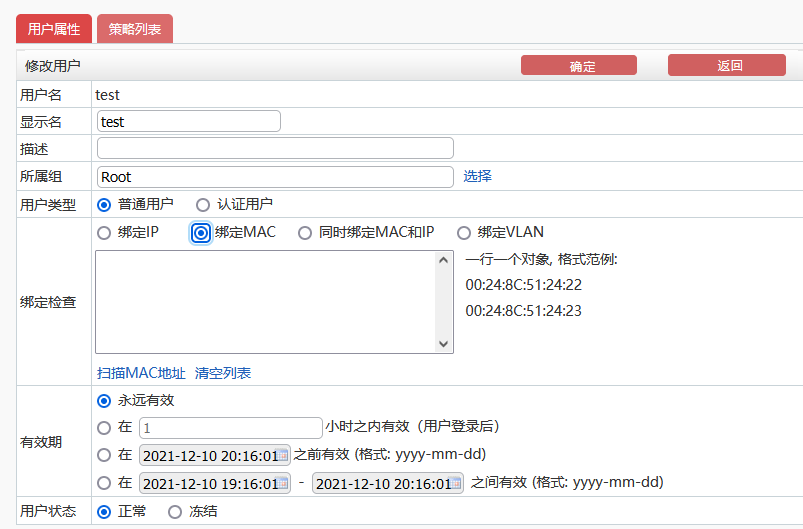 用户属性 策略列表
修改用户 确定 返回
用户名 test
显示名 test
描述
所属组 Root 选择
用户类型 普通用户 认证用户
绑定IP 绑定MAC 同时绑定MAC和IP 绑定VLAN
一行一个对象, 格式范例:
00:24:8C:51:24:22
绑定检查
00:24:8C:51:24:23
扫描MAC地址 清空列表
永远有效
在 1 小时之内有效（用户登录后）
有效期
在 2021-12-10 20:16:01 之前有效 (格式: yyyy-mm-dd)
在 2021-12-10 19:16:01 - 2021-12-10 20:16:01 之间有效 (格式: yyyy-mm-dd)
用户状态 正常 冻结